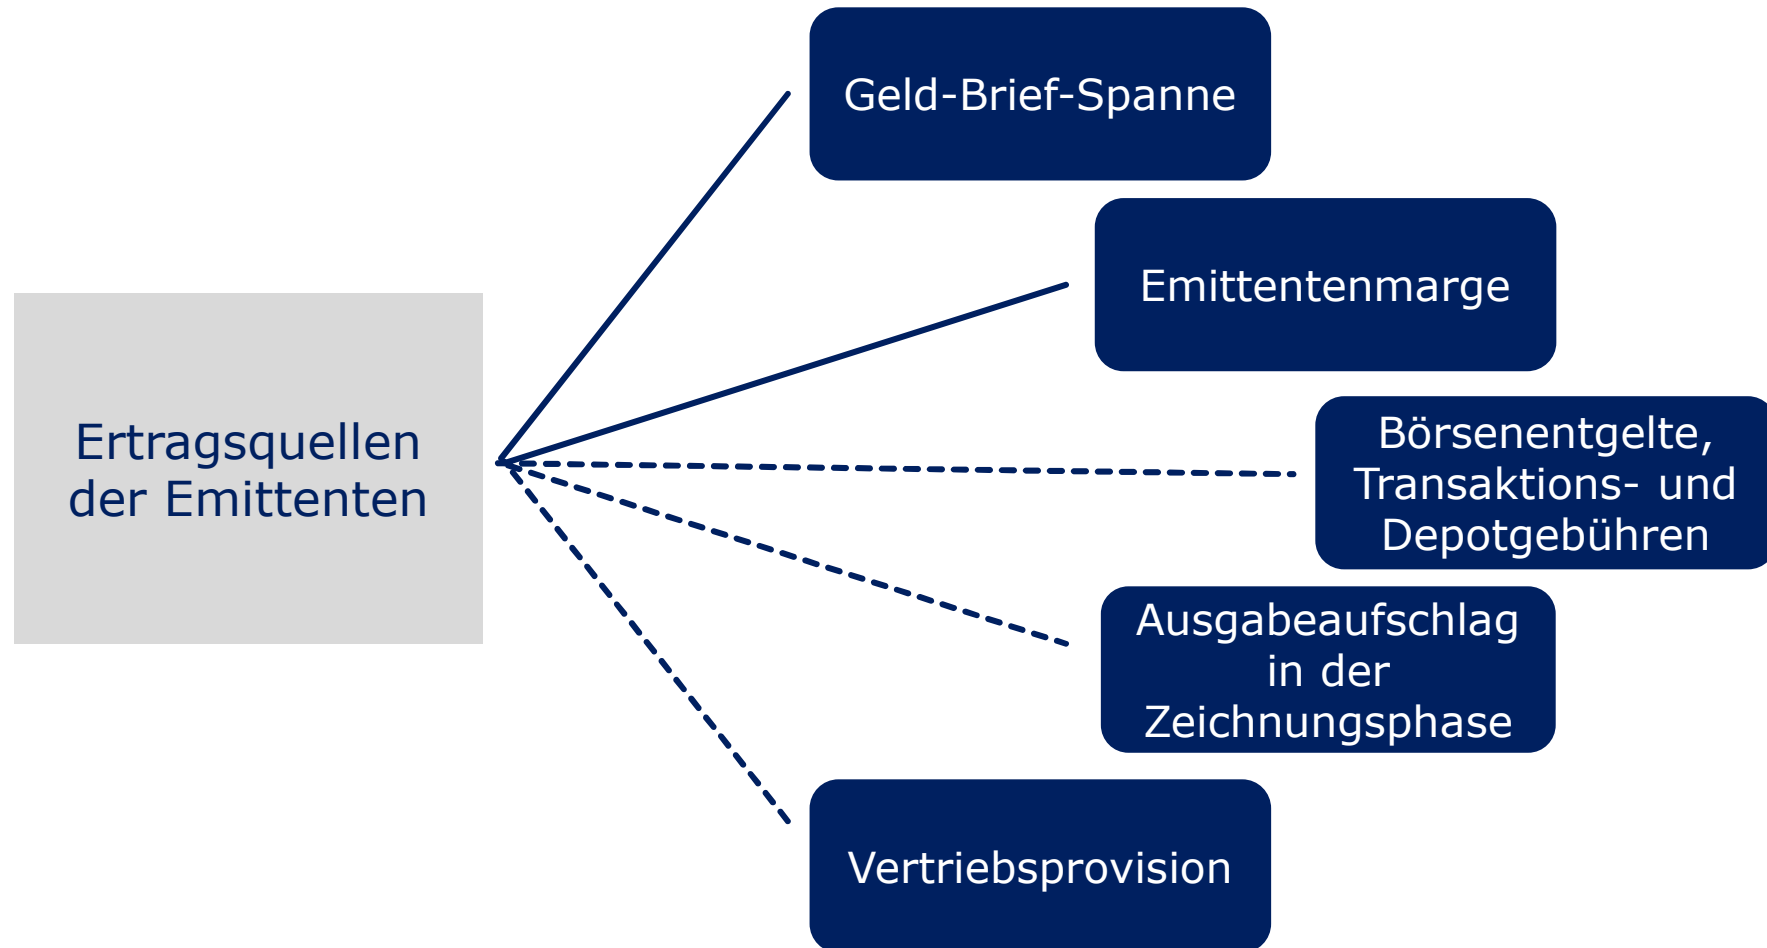 Geld-Brief-Spanne
Emittentenmarge
Ertragsquellen
der Emittenten
Börsenentgelte,
Transaktions- und
Depotgebühren
Ausgabeaufschlag
in der
Zeichnungsphase
Vertriebsprovision